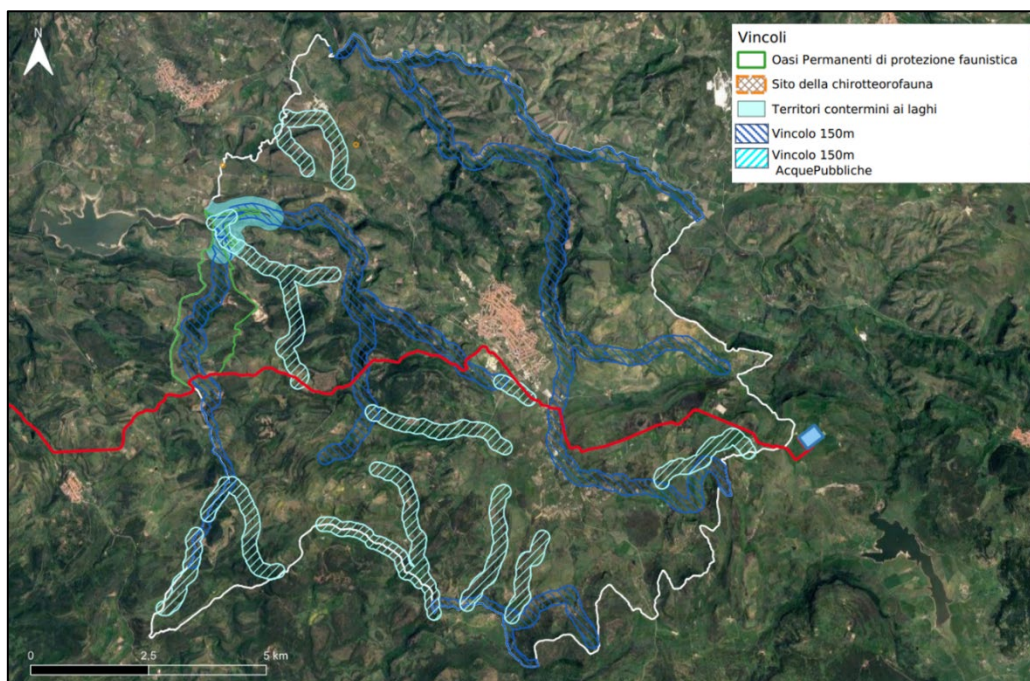 N
Vincoli
Oasi Permanenti di protezione faunistica
Sito della chirotteorofauna
Territori contermini ai laghi
Vincolo 150m
Vincolo 150m
AcquePubbliche
0 2.5 5 km